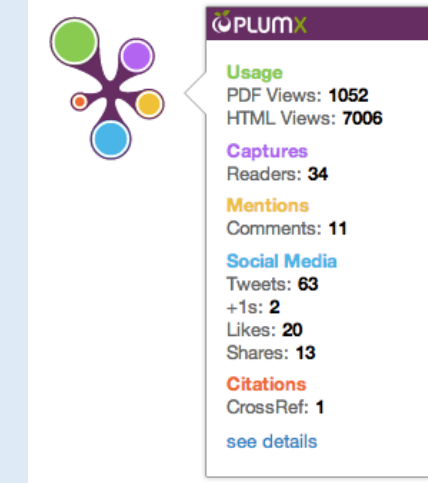 PLUMX
Usage
PDF Views: 1052
HTML Views: 7006
Captures
Readers: 34
Mentions
Comments: 11
Social Media
Tweets: 63
+1s: 2
Likes: 20
Shares: 13
Citations
CrossRef: 1
see details